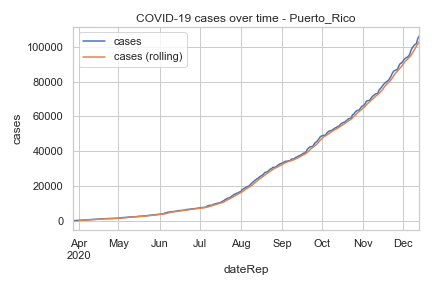 COVID-19 cases over time - Puerto_Rico
cases
cases (rolling)
100000
80000
60000
40000
20000
0
cases
Apr May Jun Jul Aug Sep Oct Nov Dec
2020
dateRep